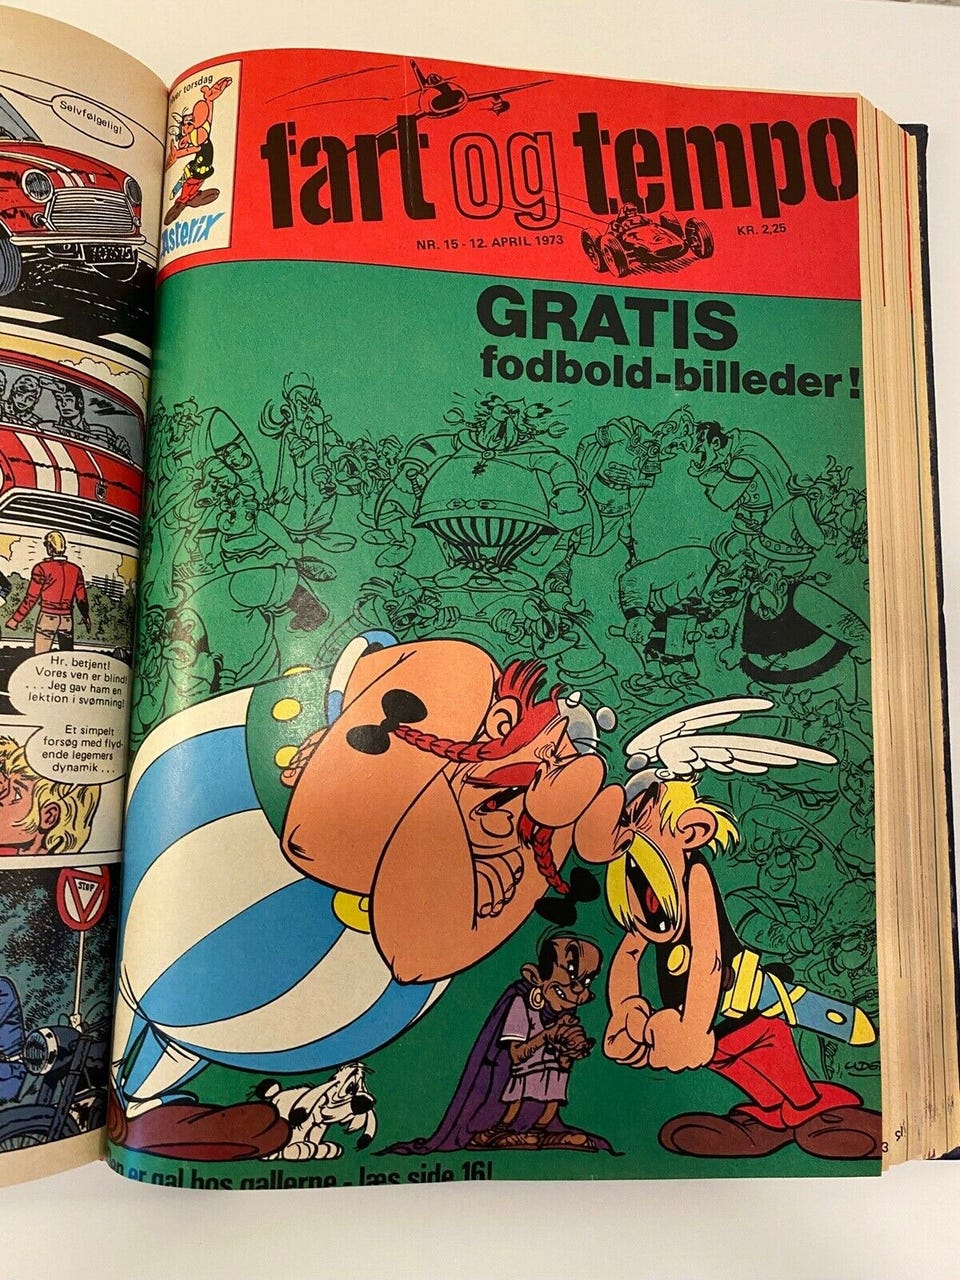 Selvfølgelig!
Hr. betjent!
Vores ven er blind!
... Jeg gav ham en
lektion i svømning!
Et simpelt
forsøg med flyd-
ende legemers
dynamik ...
STOP
torsdag
Asterix
fart og tempo
NR. 15 - 12. APRIL 1973
KR. 2,25
GRATIS
fodbold-billeder!
er gal hos gallerne - læs side 16!